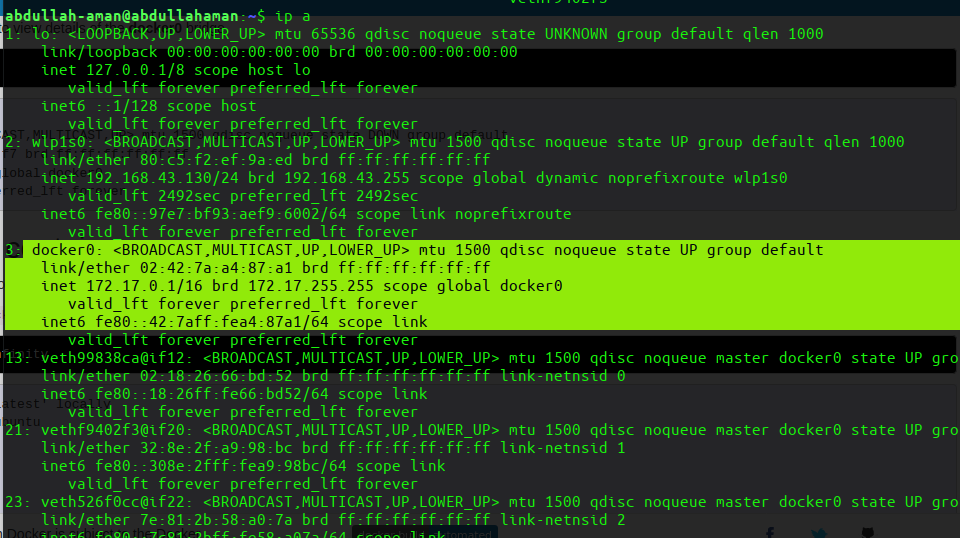 abdullah-aman@abdullahaman:~$ ip a
1: lo: <LOOPBACK,UP,LOWER_UP> mtu 65536 qdisc noqueue state UNKNOWN group default qlen 1000
link/loopback 00:00:00:00:00:00 brd 00:00:00:00:00:00
inet 127.0.0.1/8 scope host lo
valid_lft forever preferred_lft forever
inet6 ::1/128 scope host
valid_lft forever preferred_lft forever
2: wlp1s0: <BROADCAST,MULTICAST,UP,LOWER_UP> mtu 1500 qdisc noqueue state UP group default qlen 1000
link/ether 80:c5:f2:ef:9a:ed brd ff:ff:ff:ff:ff:ff
inet 192.168.43.130/24 brd 192.168.43.255 scope global dynamic noprefixroute wlp1s0
valid_lft 2492sec preferred_lft 2492sec
inet6 fe80::97e7:bf93:aef9:6002/64 scope link noprefixroute
valid_lft forever preferred_lft forever
3: docker0: <BROADCAST,MULTICAST,UP,LOWER_UP> mtu 1500 qdisc noqueue state UP group default
link/ether 02:42:7a:a4:87:a1 brd ff:ff:ff:ff:ff:ff
inet 172.17.0.1/16 brd 172.17.255.255 scope global docker0
valid_lft forever preferred_lft forever
inet6 fe80::42:7aff:fea4:87a1/64 scope link
valid_lft forever preferred_lft forever
13: veth99838ca@if12: <BROADCAST,MULTICAST,UP,LOWER_UP> mtu 1500 qdisc noqueue master docker0 state UP gro
link/ether 02:18:26:66:bd:52 brd ff:ff:ff:ff:ff:ff link-netnsid 0
inet6 fe80::18:26ff:fe66:bd52/64 scope link
valid_lft forever preferred_lft forever
21: vethf9402f3@if20: <BROADCAST,MULTICAST,UP,LOWER_UP> mtu 1500 qdisc noqueue master docker0 state UP gro
link/ether 32:8e:2f:a9:98:bc brd ff:ff:ff:ff:ff:ff link-netnsid 1
inet6 fe80::308e:2fff:fea9:98bc/64 scope link
valid_lft forever preferred_lft forever
23: veth526f0cc@if22: <BROADCAST,MULTICAST,UP,LOWER_UP> mtu 1500 qdisc noqueue master docker0 state UP gro
link/ether 7e:81:2b:58:a0:7a brd ff:ff:ff:ff:ff:ff link-netnsid 2
inet6 fe80::7c81:2bff:fe58:a07a/64 scope link